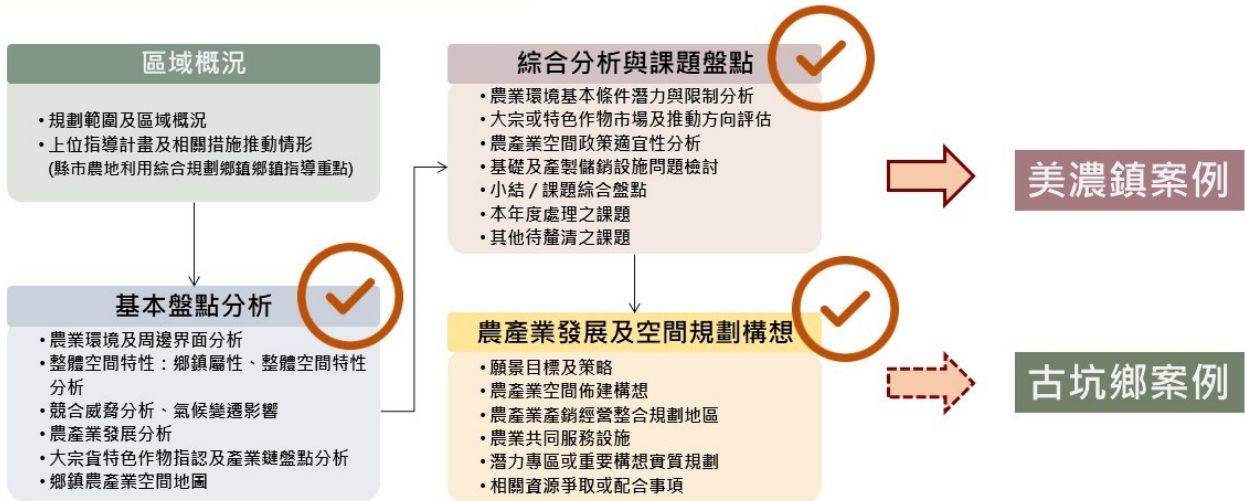 區域概況
• 規劃範圍及區域概況
• 上位指導計畫及相關措施推動情形
(縣市農地利用綜合規劃鄉鎮鄉鎮指導重點)
基本盤點分析
• 農業環境及周邊界面分析
• 整體空間特性：鄉鎮屬性、整體空間特性
分析
• 競合威脅分析、氣候變遷影響
• 農產業發展分析
• 大宗貨特色作物指認及產業鏈盤點分析
• 鄉鎮農產業空間地圖
綜合分析與課題盤點
• 農業環境基本條件潛力與限制分析
• 大宗或特色作物市場及推動方向評估
• 農產業空間政策適宜性分析
• 基礎及產製儲銷設施問題檢討
• 小結 / 課題綜合盤點
• 本年度處理之課題
• 其他待釐清之課題
農產業發展及空間規劃構想
• 願景目標及策略
• 農產業空間佈建構想
• 農產業產銷經營整合規劃地區
• 農業共同服務設施
• 潛力專區或重要構想實質規劃
• 相關資源爭取或配合事項
美濃鎮案例
古坑鄉案例